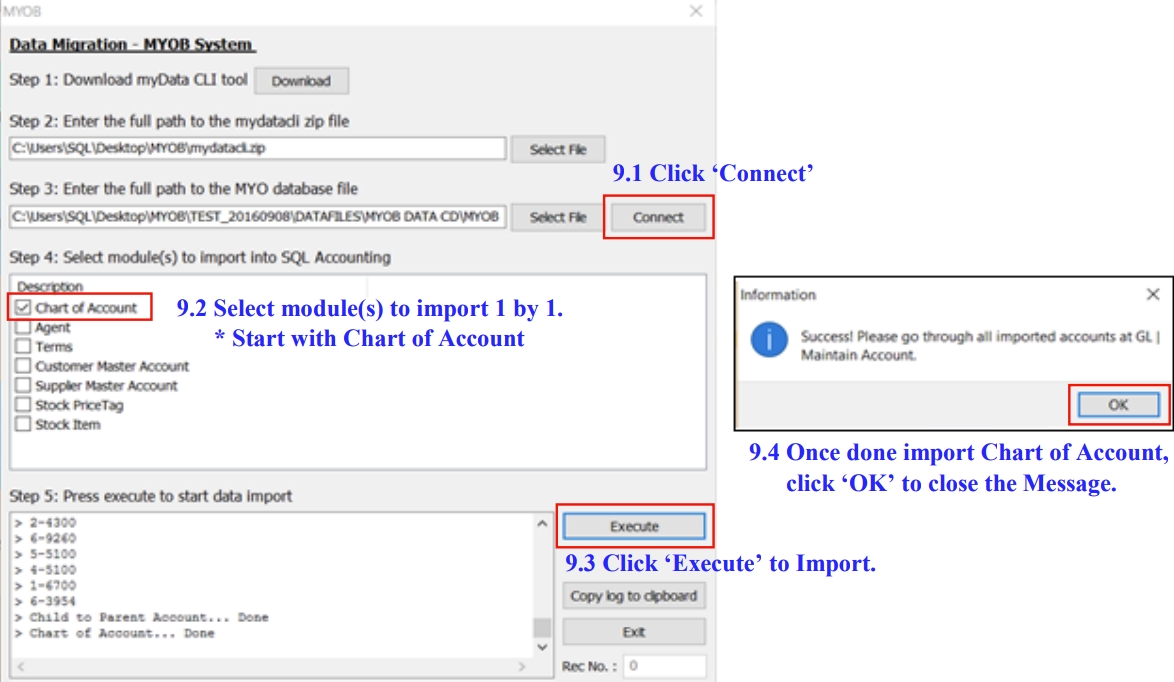 MYOB
Data Migration - MYOB System
Step 1: Download myData CLI tool
Download
Step 2: Enter the full path to the mydatacli zip file
C:\Users\SQL\Desktop\MYOB\mydatacli.zip
Select File
9.1 Click ‘Connect’
Step 3: Enter the full path to the MYO database file
C:\Users\SQL\Desktop\MYOB\TEST_20160908\DATAFILES\MYOB DATA CD\MYOB
Select File
Connect
Step 4: Select module(s) to import into SQL Accounting
Description
Chart of Account
Agent
Terms
Customer Master Account
Supplier Master Account
Stock PriceTag
Stock Item
9.2 Select module(s) to import 1 by 1.
* Start with Chart of Account
Information
Success! Please go through all imported accounts at GL |
Maintain Account.
OK
9.4 Once done import Chart of Account,
click ‘OK’ to close the Message.
Step 5: Press execute to start data import
> 2-4300
> 6-9260
> 5-5100
> 4-5100
> 1-6700
> 6-3954
> Child to Parent Account... Done
> Chart of Account... Done
Execute
9.3 Click ‘Execute’ to Import.
Copy log to clipboard
Exit
Rec No. : 0